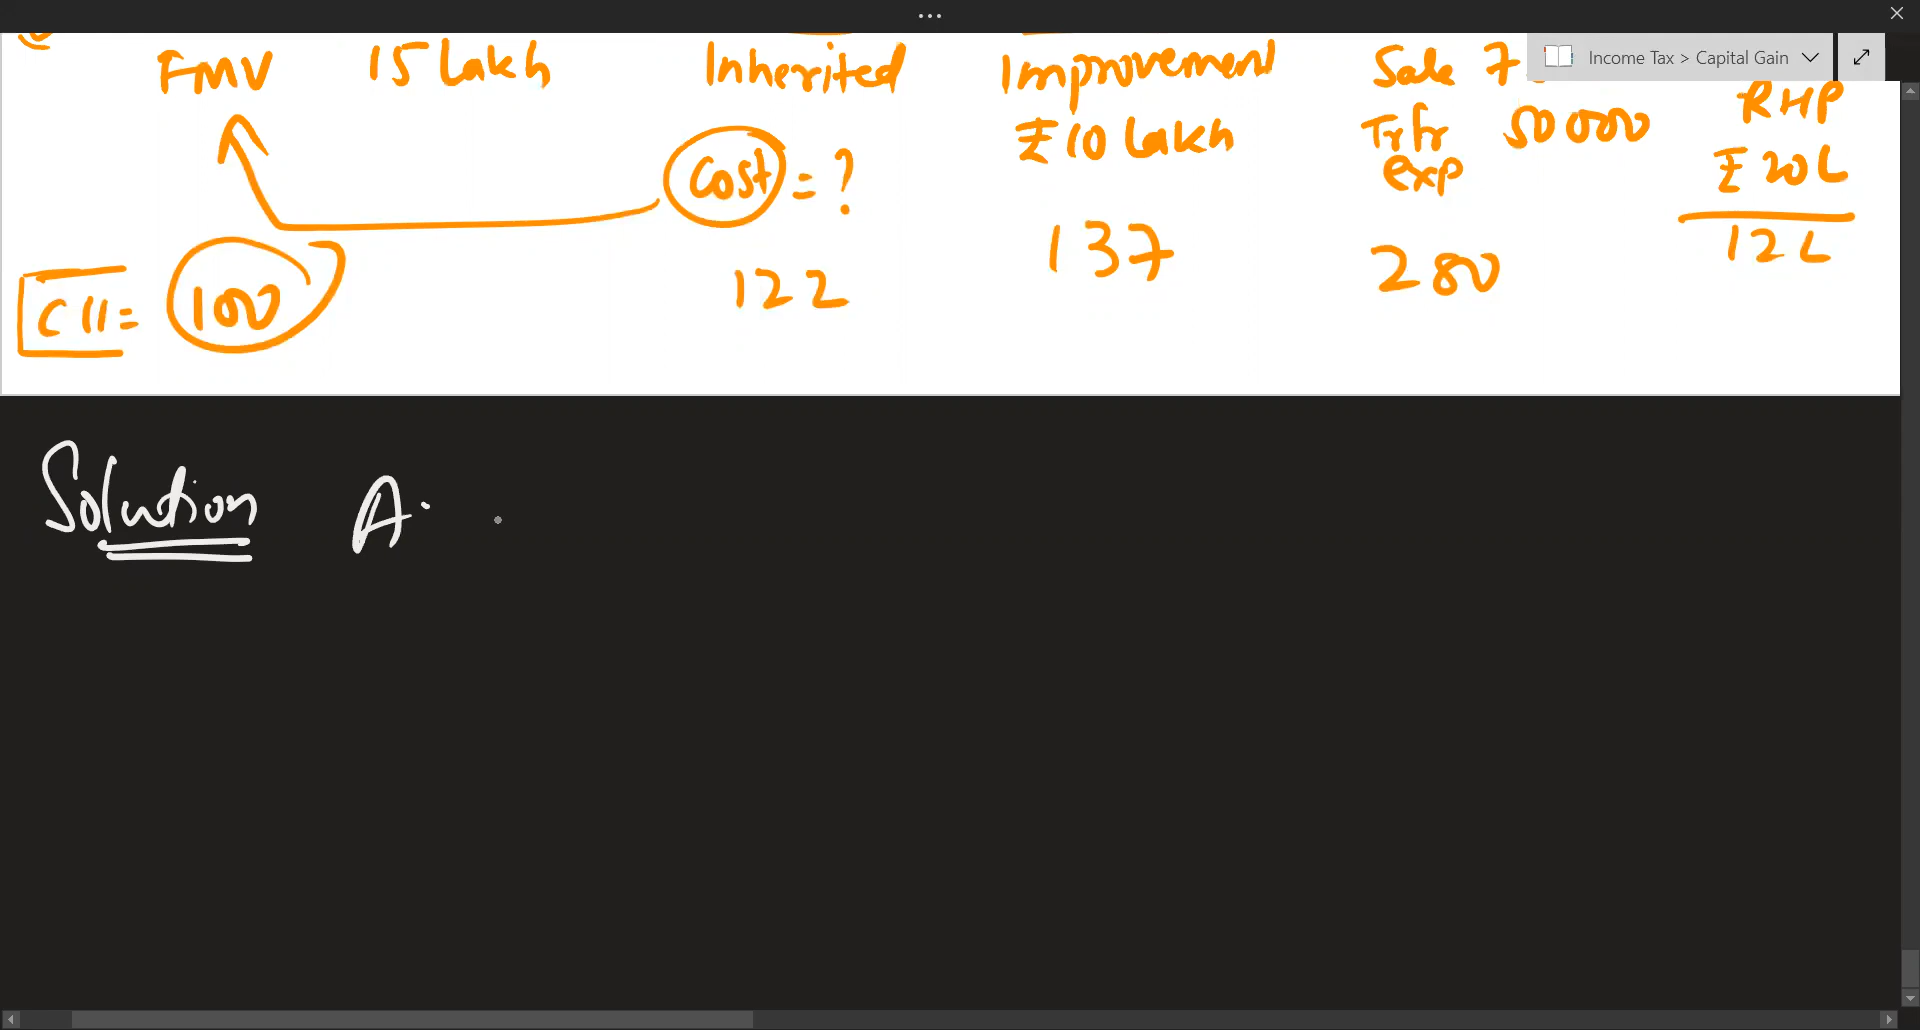 FMV 15 Lakh Inherited Improvement Sale 7
Income Tax > Capital Gain
₹10 Lakh Trfr exp 50000 RHP
Cost = ? ₹20L
CII = 100 122 137 280 12L
Solution A.